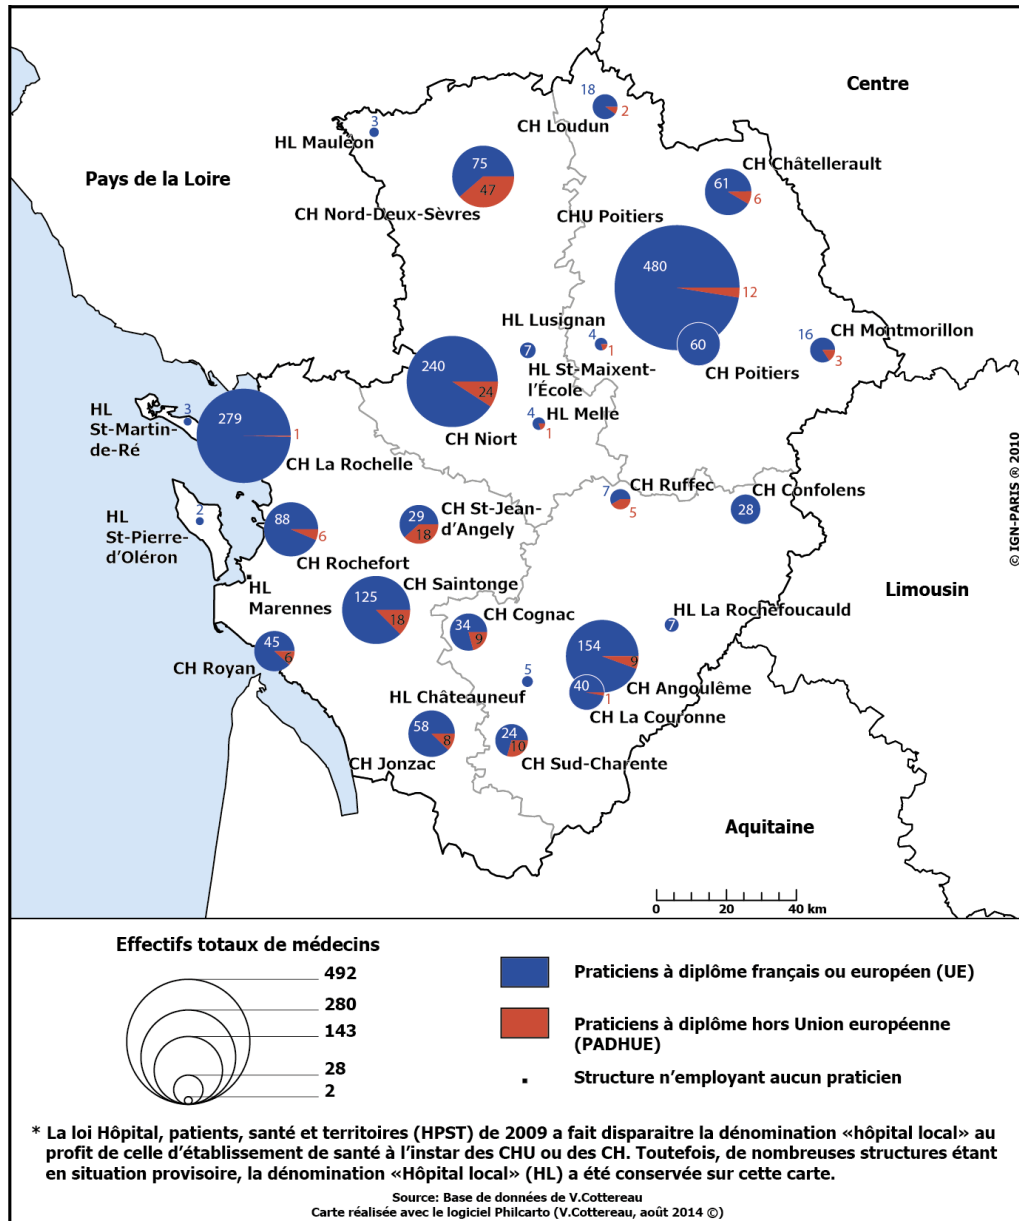 Centre
18
2
CH Loudun
3
HL Mauléon
Pays de la Loire
75
47
CH Nord-Deux-Sèvres
CH Châtellerault
61
6
CHU Poitiers
480
12
60
CH Poitiers
16
CH Montmorillon
3
HL Lusignan
4
1
7
HL St-Maixent-
l'École
240
24
CH Niort
4
HL Melle
1
HL
St-Martin-
de-Ré
3
279
1
CH La Rochelle
HL
St-Pierre-
d'Oléron
2
88
6
CH Rochefort
29
18
CH St-Jean-
d'Angely
7
CH Ruffec
5
CH Confolens
28
© IGN-PARIS ® 2010
Limousin
HL
Marennes
125
18
CH Saintonge
34
9
CH Cognac
HL La Rochefoucauld
7
154
9
CH Angoulême
45
6
CH Royan
5
HL Châteauneuf
40
1
CH La Couronne
58
8
CH Jonzac
24
10
CH Sud-Charente
Aquitaine
0 20 40 km
Effectifs totaux de médecins
492
280
143
28
2
Praticiens à diplôme français ou européen (UE)
Praticiens à diplôme hors Union européenne
(PADHUE)
Structure n'employant aucun praticien
* La loi Hôpital, patients, santé et territoires (HPST) de 2009 a fait disparaitre la dénomination «hôpital local» au
profit de celle d'établissement de santé à l'instar des CHU ou des CH. Toutefois, de nombreuses structures étant
en situation provisoire, la dénomination «Hôpital local» (HL) a été conservée sur cette carte.
Source: Base de données de V.Cottereau
Carte réalisée avec le logiciel Philcarto (V.Cottereau, août 2014 ©)